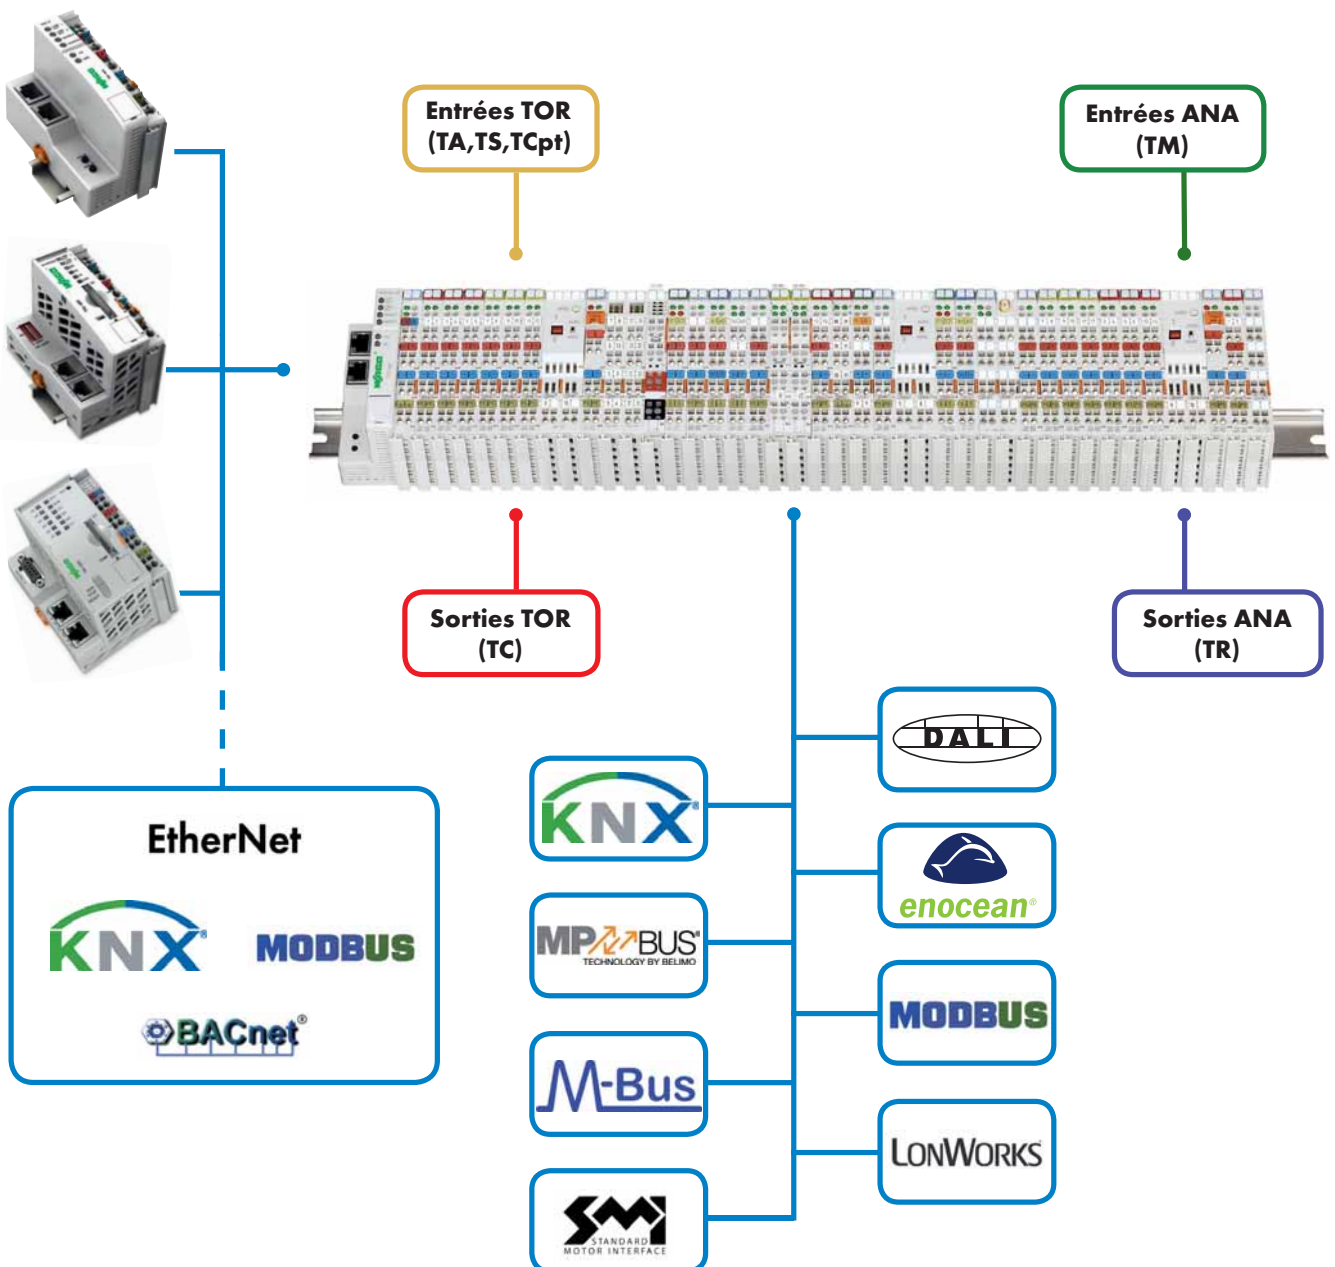 Entrées TOR
(TA,TS,TCpt)
Entrées ANA
(TM)
Sorties TOR
(TC)
Sorties ANA
(TR)
EtherNet
KNX®
MODBUS
BACnet®
DALI
KNX®
enocean®
MP BUS®
TECHNOLOGY BY BELIMO
MODBUS
M-Bus
LONWORKS
SMI
STANDARD
MOTOR INTERFACE